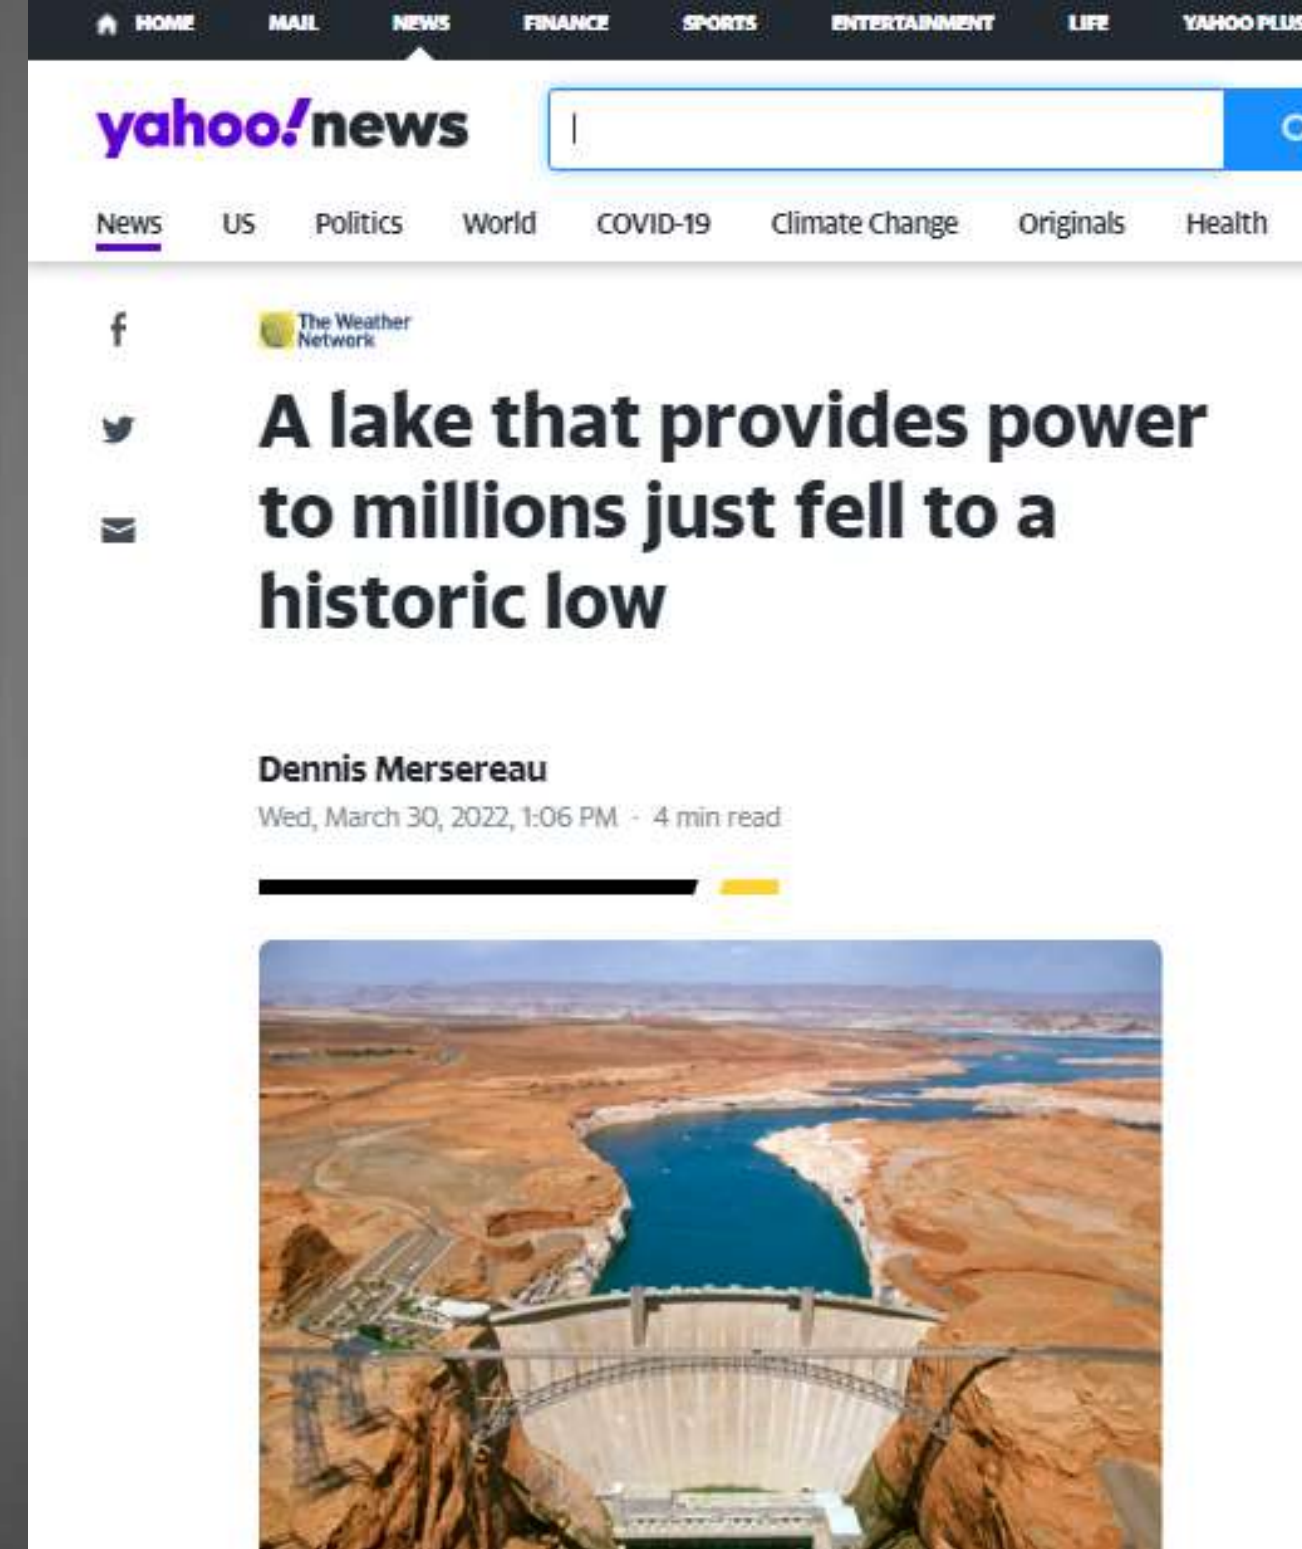 HOME MAIL NEWS FINANCE SPORTS ENTERTAINMENT LIFE YAHOO PLUS
yahoo!news
News US Politics World COVID-19 Climate Change Originals Health
The Weather
Network
A lake that provides power
to millions just fell to a
historic low
Dennis Mersereau
Wed, March 30, 2022, 1:06 PM · 4 min read